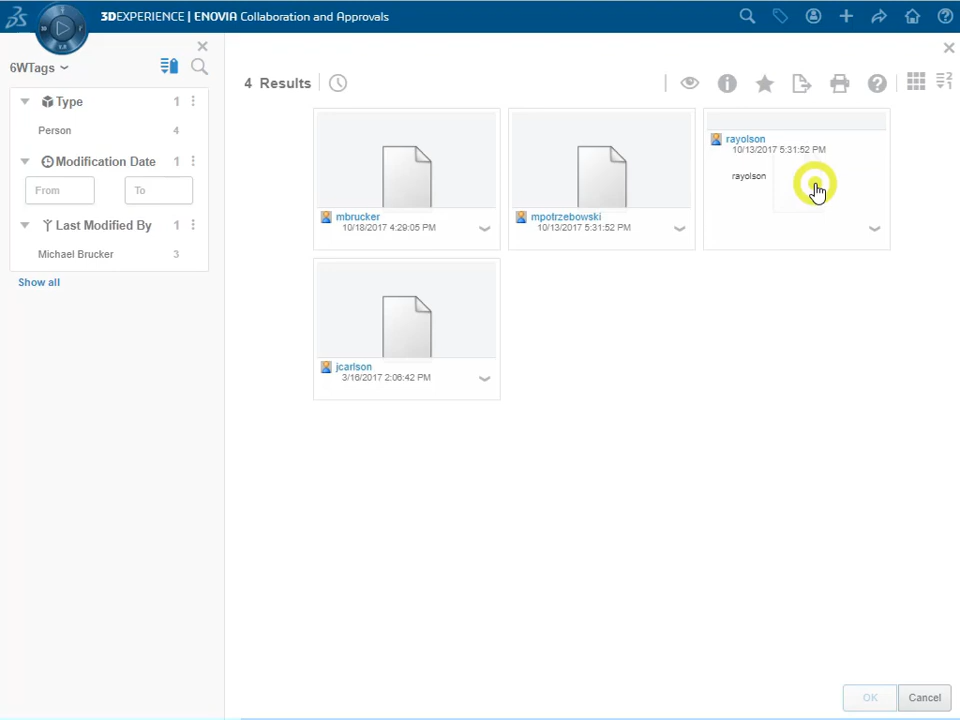 3DEXPERIENCE | ENOVIA Collaboration and Approvals
6WTags
4 Results
Type 1
Person 4
Modification Date 1
From To
Last Modified By 1
Michael Brucker 3
Show all
mbrucker
10/18/2017 4:29:05 PM
mpotrzebowski
10/13/2017 5:31:52 PM
rayolson
10/13/2017 5:31:52 PM
rayolson
jcarlson
3/16/2017 2:06:42 PM
OK Cancel